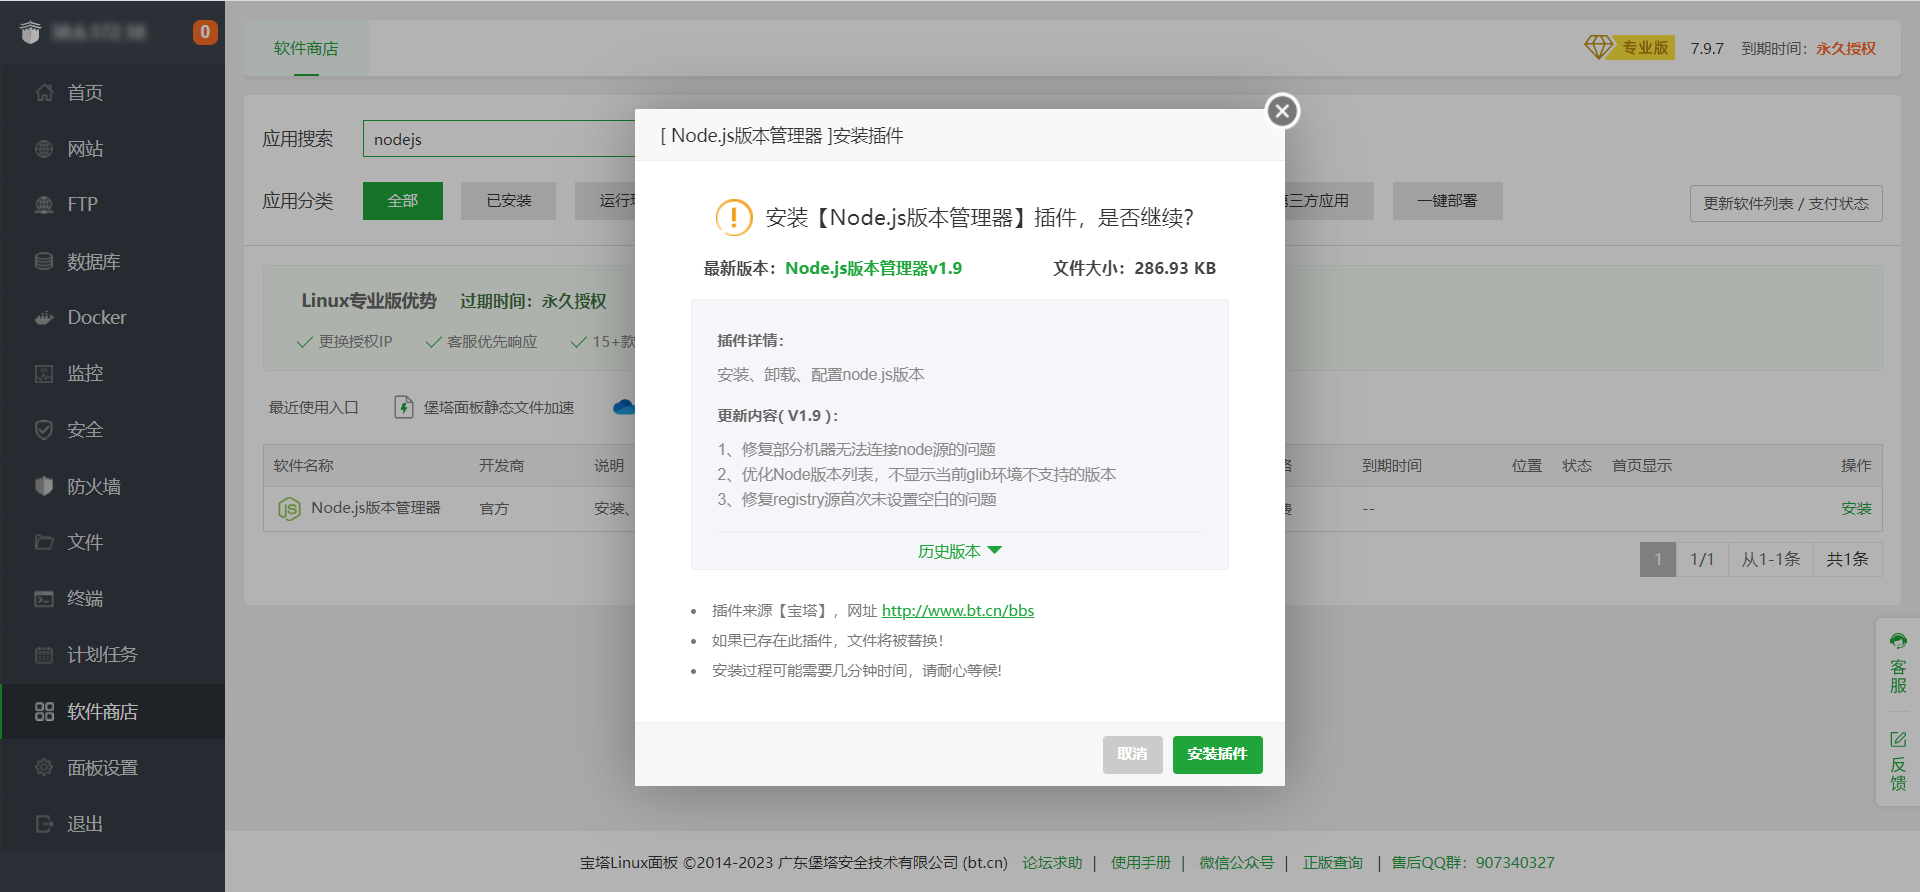 0
首页
网站
FTP
数据库
Docker
监控
安全
防火墙
文件
终端
计划任务
软件商店
面板设置
退出
软件商店
专业版 7.9.7 到期时间：永久授权
应用搜索 nodejs
应用分类 全部 已安装 三方应用 一键部署 更新软件列表 / 支付状态
Linux专业版优势 过期时间：永久授权
更换授权IP 客服优先响应 15+款
最近使用入口 堡塔面板静态文件加速
软件名称 开发商 说明 到期时间 位置 状态 首页显示 操作
Node.js版本管理器 官方 安装、 -- 安装
1 1/1 从1-1条 共1条
[ Node.js版本管理器 ]安装插件
安装【Node.js版本管理器】插件，是否继续?
最新版本：Node.js版本管理器v1.9 文件大小：286.93 KB
插件详情：
安装、卸载、配置node.js版本
更新内容( V1.9 )：
1、修复部分机器无法连接node源的问题
2、优化Node版本列表，不显示当前glib环境不支持的版本
3、修复registry源首次未设置空白的问题
历史版本
插件来源【宝塔】，网址 http://www.bt.cn/bbs
如果已存在此插件，文件将被替换！
安装过程可能需要几分钟时间，请耐心等候!
取消 安装插件
客服
反馈
宝塔Linux面板 ©2014-2023 广东堡塔安全技术有限公司 (bt.cn) 论坛求助 | 使用手册 | 微信公众号 | 正版查询 | 售后QQ群：907340327